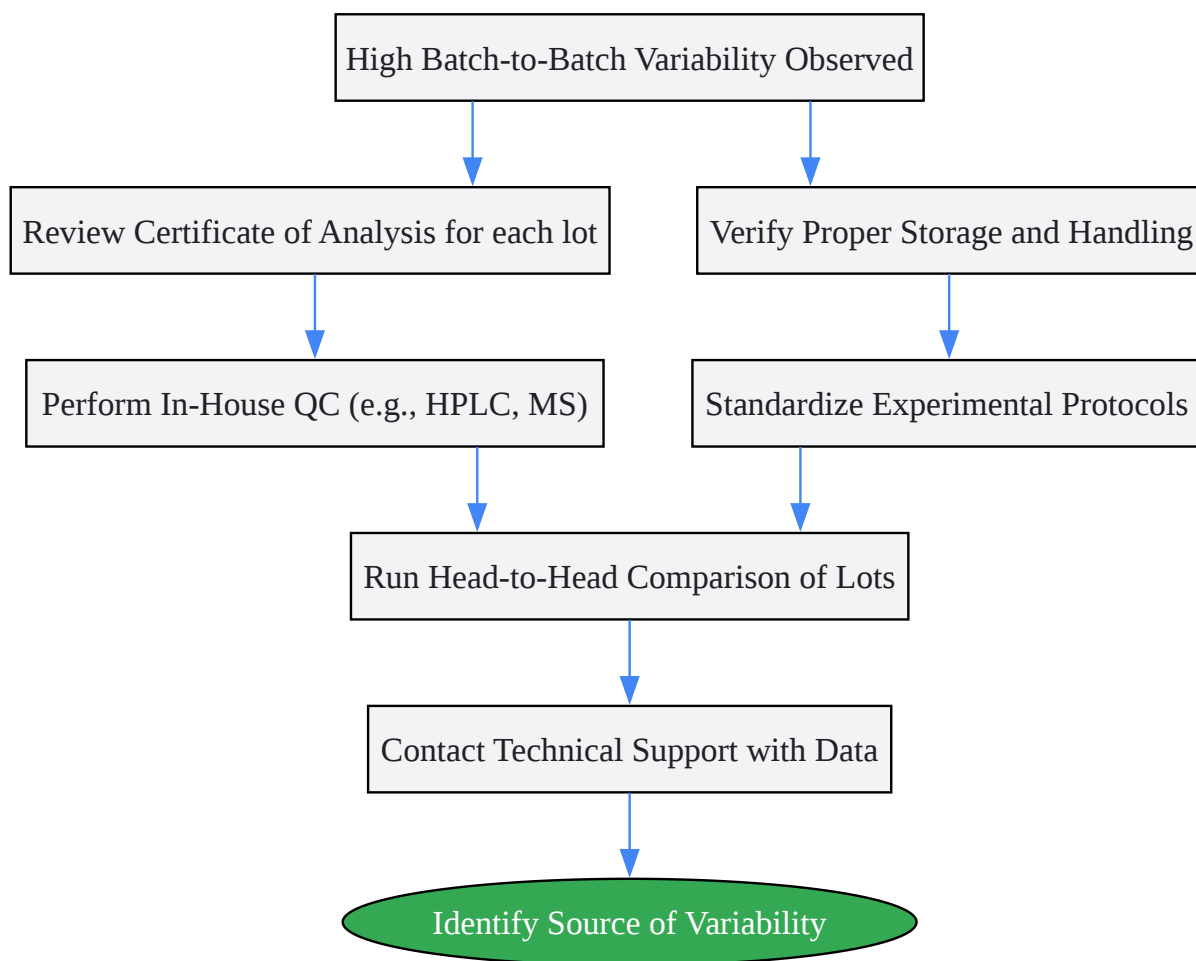 High Batch-to-Batch Variability Observed
Review Certificate of Analysis for each lot
Verify Proper Storage and Handling
Perform In-House QC (e.g., HPLC, MS)
Standardize Experimental Protocols
Run Head-to-Head Comparison of Lots
Contact Technical Support with Data
Identify Source of Variability